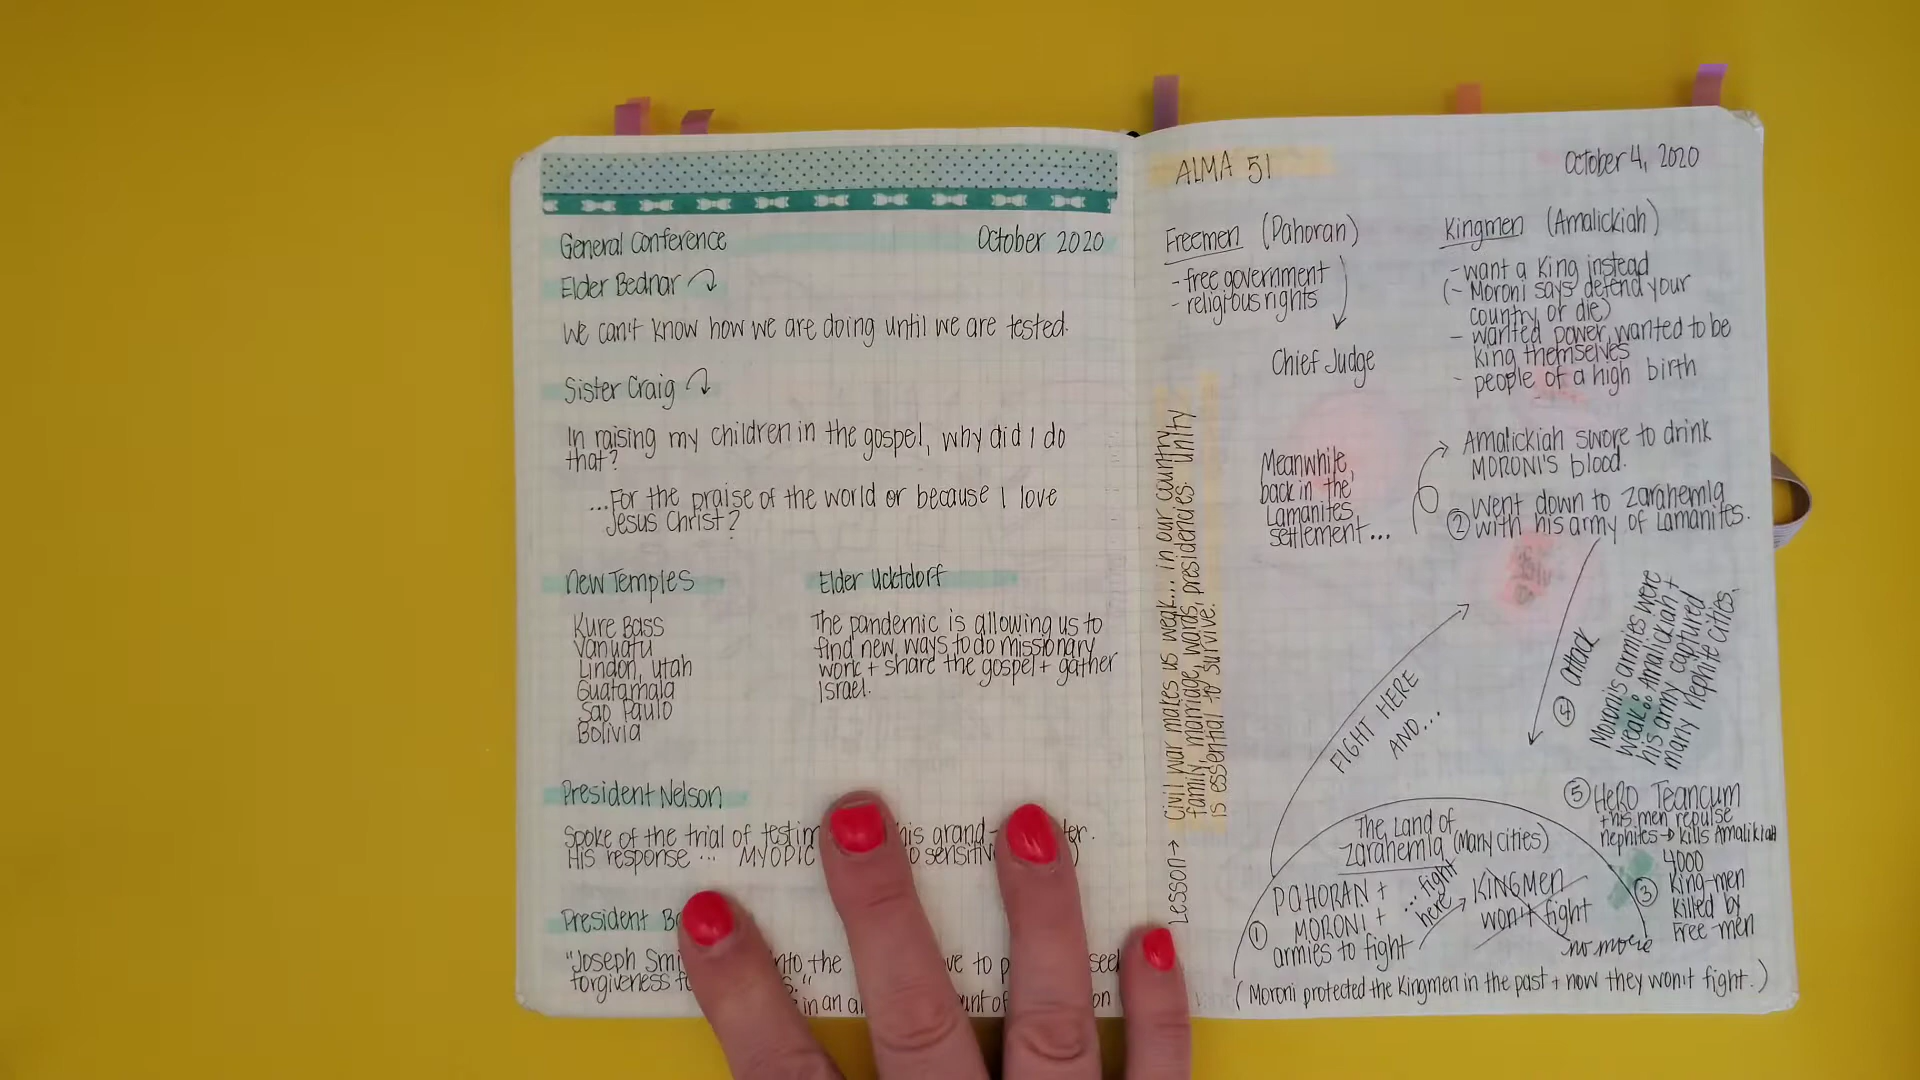 General Conference October 2020
Elder Bednar
We can't know how we are doing until we are tested.
Sister Craig
In raising my children in the gospel, why did I do
that?
...For the praise of the world or because I love
Jesus Christ?
New Temples
Kure Bass
Vanuatu
Lindon, Utah
Guatamala
Sao Paulo
Bolivia
Elder Ucktdorf
The pandemic is allowing us to
find new ways to do missionary
work + share the gospel + gather
Israel.
President Nelson
Spoke of the trial of his grand-
His response ... MYOPIC
President
"Joseph into the to
forgiveness
in an of
ALMA 51 October 4, 2020
Freemen (Pahoran)
- free government
- religious rights
Chief Judge
Kingmen (Amalickiah)
- want a King instead
(- Moroni says defend your
country or die)
- wanted power, wanted to be
King themselves
- people of a high birth
Lesson → Civil war makes us weak... in our country,
family, marriage, wards, presidencies. Unity
is essential to survive.
Meanwhile,
back in the
Lamanites
settlement...
Amalickiah swore to drink
MORONI'S blood.
② Went down to Zarahemla
with his army of Lamanites.
FIGHT HERE
AND...
④ attack
Moroni's armies were
weak ∴ Amalickiah +
his army captured
many nephite cities.
⑤ HERO Teancum
+ his men repulse
nephites → kills Amalikiah
The Land of
Zarahemla (Many cities)
① PAHORAN +
MORONI +
armies to fight
...fight
here
KINGMEN
won't fight
no more
③ 4000
King-men
killed by
Free-men
(Moroni protected the Kingmen in the past + now they won't fight.)